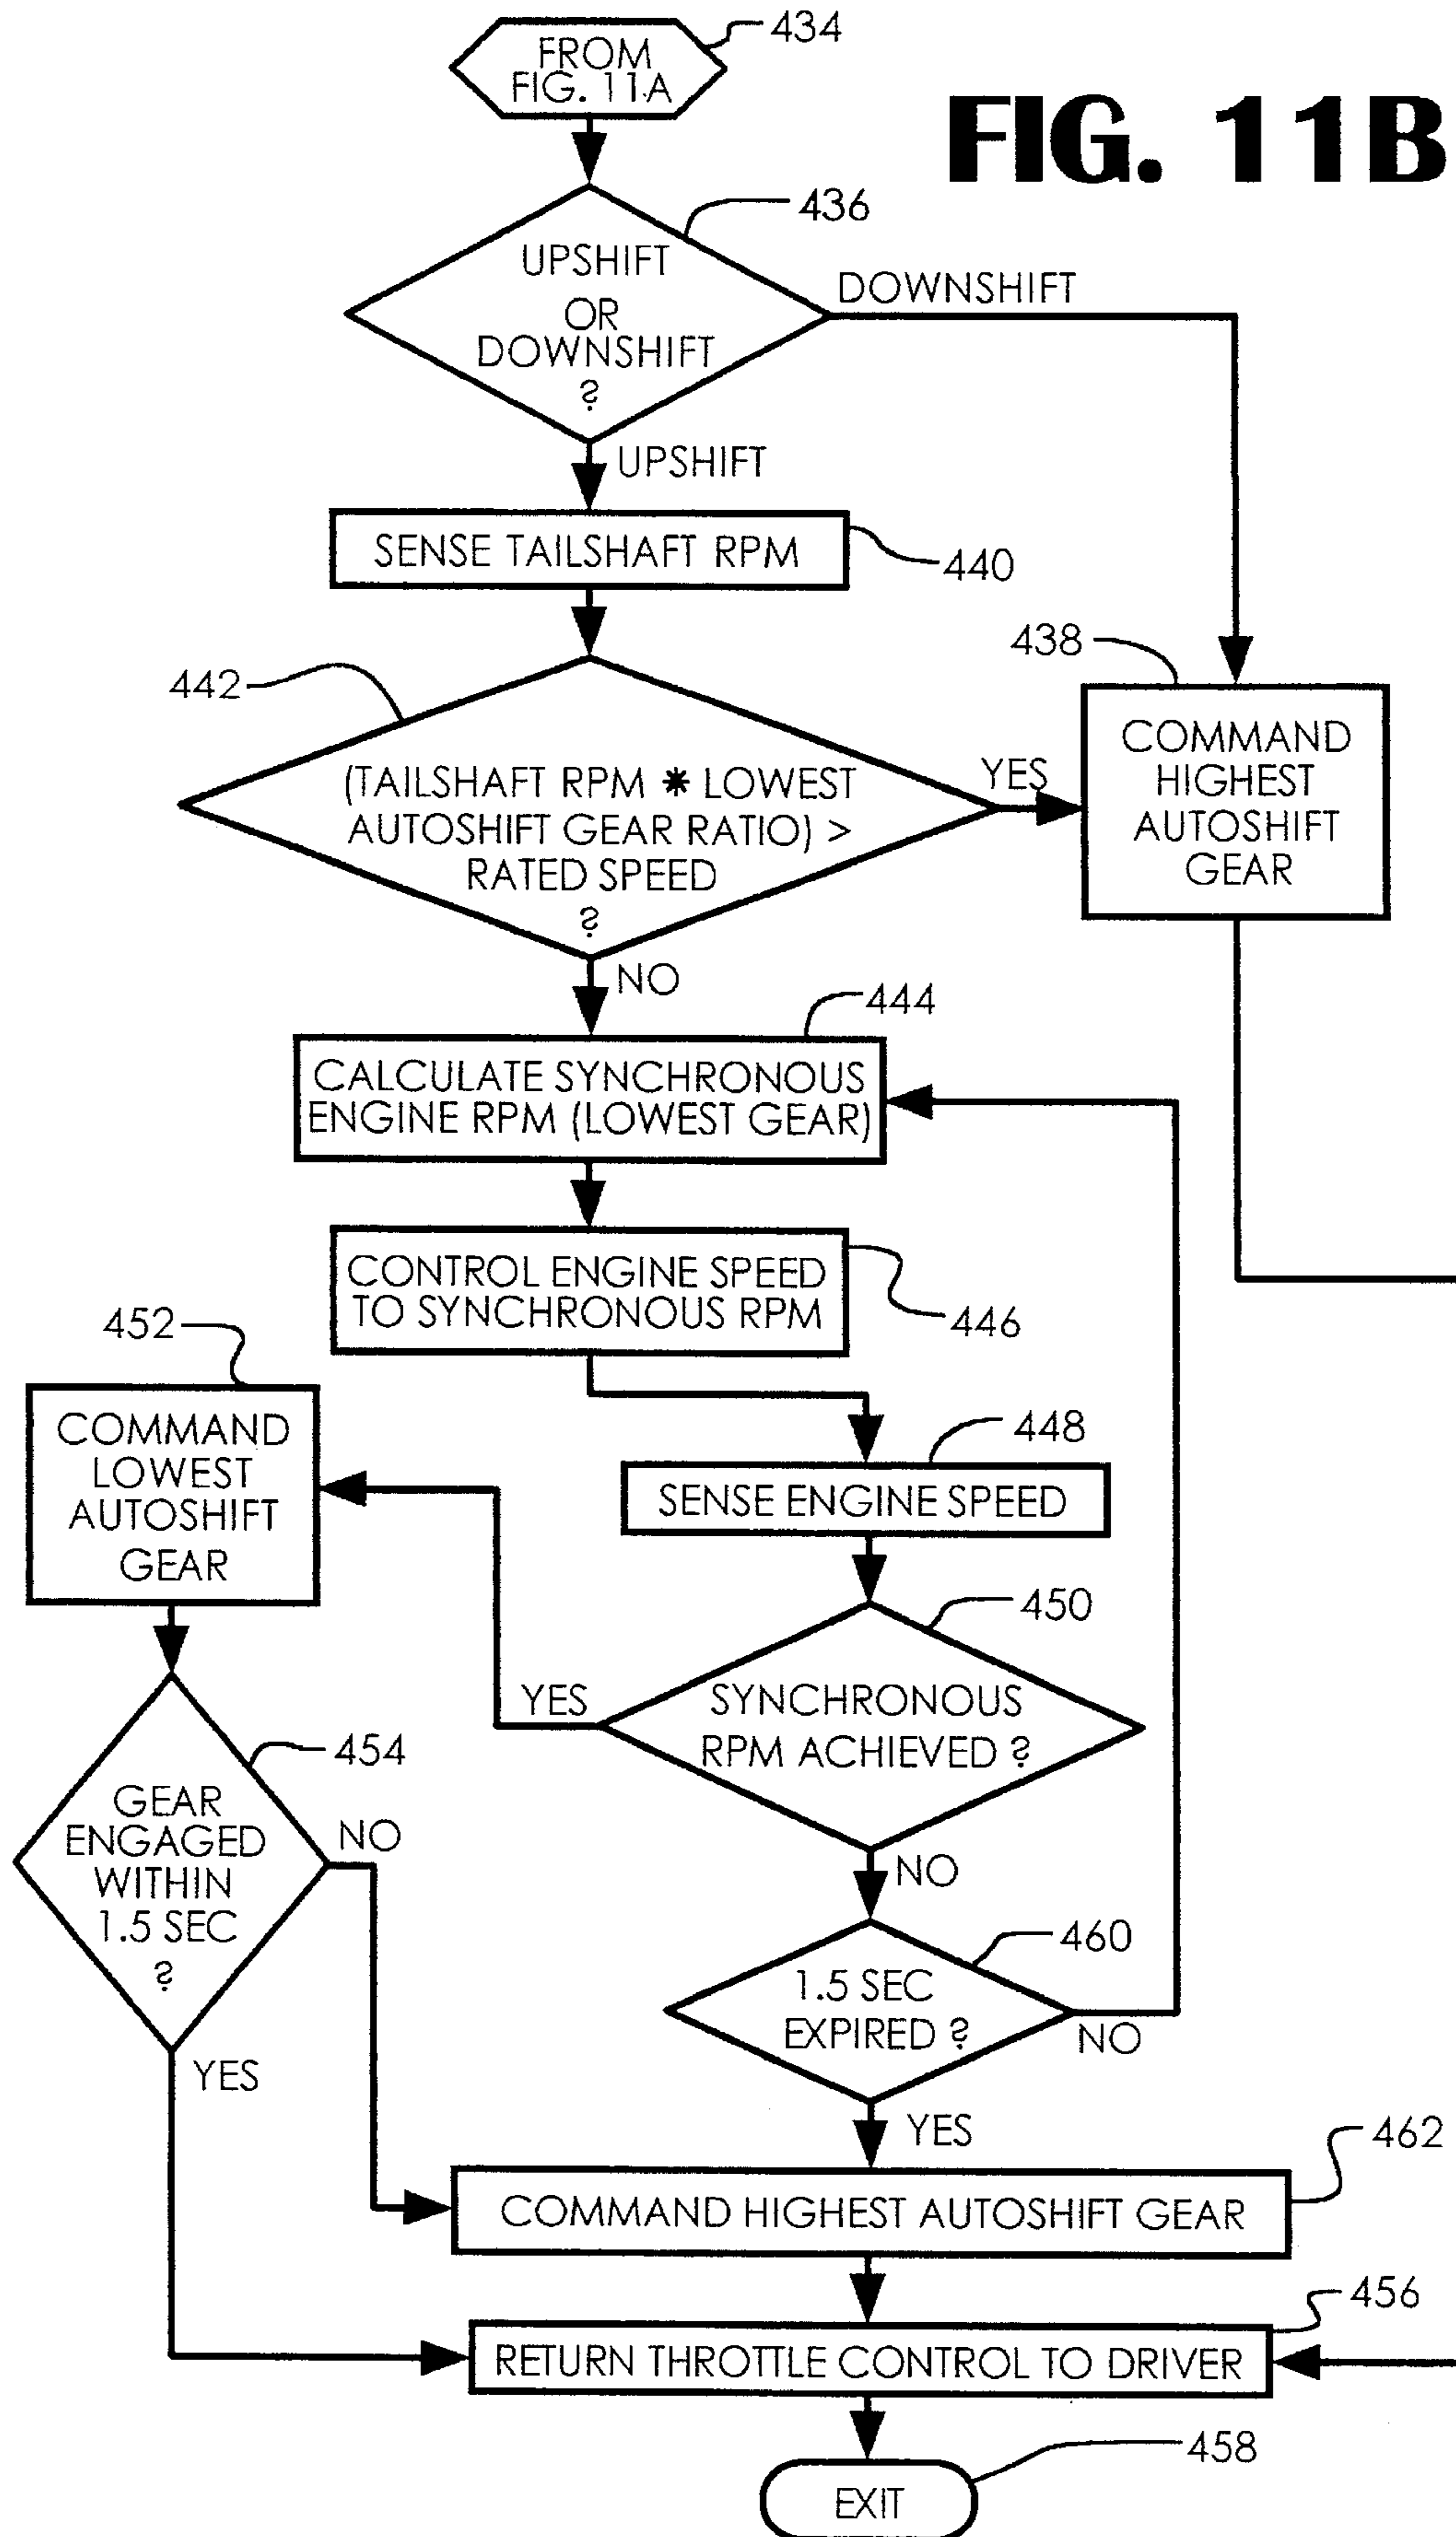 434
FROM
FIG. 11A
FIG. 11B
436
UPSHIFT
OR
DOWNSHIFT
?
DOWNSHIFT
UPSHIFT
SENSE TAILSHAFT RPM
440
438
442
(TAILSHAFT RPM * LOWEST
AUTOSHIFT GEAR RATIO) >
RATED SPEED
?
YES
COMMAND
HIGHEST
AUTOSHIFT
GEAR
NO
444
CALCULATE SYNCHRONOUS
ENGINE RPM (LOWEST GEAR)
CONTROL ENGINE SPEED
TO SYNCHRONOUS RPM
446
452
COMMAND
LOWEST
AUTOSHIFT
GEAR
448
SENSE ENGINE SPEED
450
YES
SYNCHRONOUS
RPM ACHIEVED ?
454
GEAR
ENGAGED
WITHIN
1.5 SEC
?
NO
NO
460
1.5 SEC
EXPIRED ?
NO
YES
YES
462
COMMAND HIGHEST AUTOSHIFT GEAR
456
RETURN THROTTLE CONTROL TO DRIVER
458
EXIT